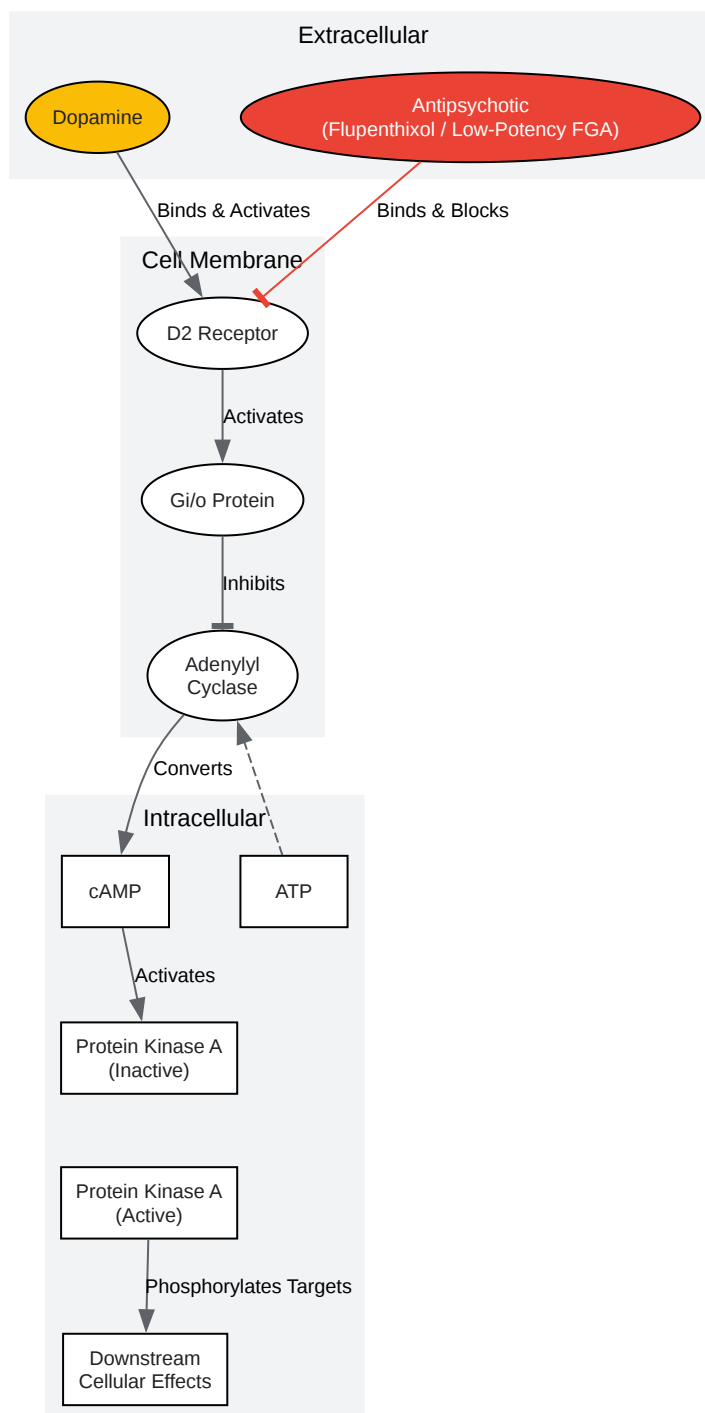 Extracellular
Dopamine
Antipsychotic
(Flupenthixol / Low-Potency FGA)
Binds & Activates
Binds & Blocks
Cell Membrane
D2 Receptor
Activates
Gi/o Protein
Inhibits
Adenylyl
Cyclase
Converts
Intracellular
cAMP
ATP
Activates
Protein Kinase A
(Inactive)
Protein Kinase A
(Active)
Phosphorylates Targets
Downstream
Cellular Effects